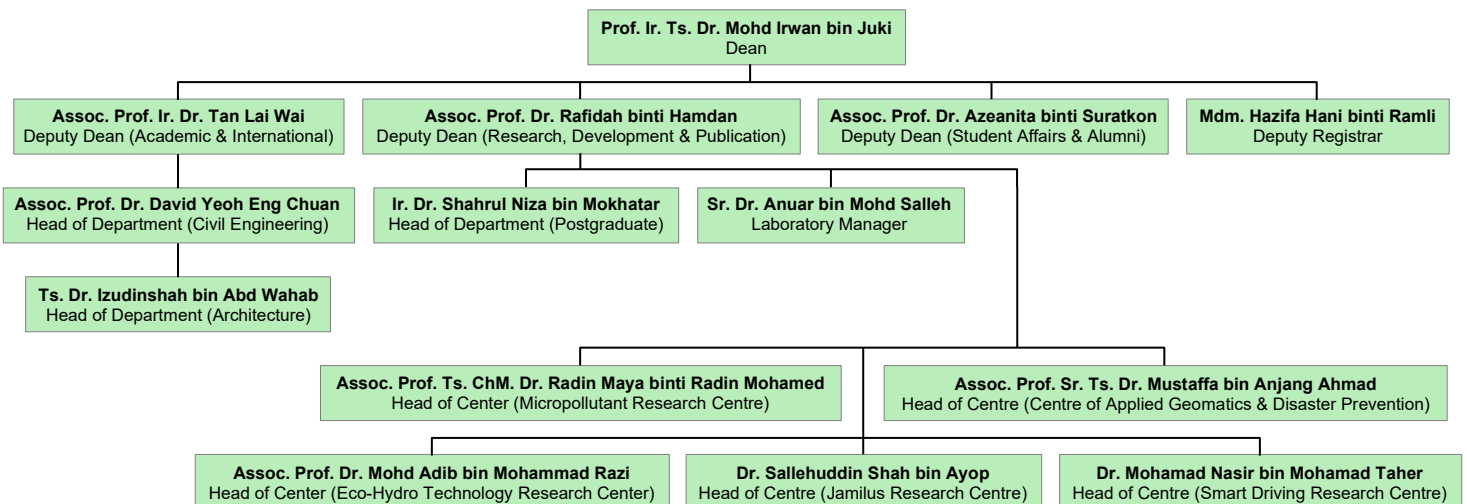 Prof. Ir. Ts. Dr. Mohd Irwan bin Juki
Dean
Assoc. Prof. Ir. Dr. Tan Lai Wai
Deputy Dean (Academic & International)
Assoc. Prof. Dr. Rafidah binti Hamdan
Deputy Dean (Research, Development & Publication)
Assoc. Prof. Dr. Azeanita binti Suratkon
Deputy Dean (Student Affairs & Alumni)
Mdm. Hazifa Hani binti Ramli
Deputy Registrar
Assoc. Prof. Dr. David Yeoh Eng Chuan
Head of Department (Civil Engineering)
Ir. Dr. Shahrul Niza bin Mokhatar
Head of Department (Postgraduate)
Sr. Dr. Anuar bin Mohd Salleh
Laboratory Manager
Ts. Dr. Izudinshah bin Abd Wahab
Head of Department (Architecture)
Assoc. Prof. Ts. ChM. Dr. Radin Maya binti Radin Mohamed
Head of Center (Micropollutant Research Centre)
Assoc. Prof. Sr. Ts. Dr. Mustaffa bin Anjang Ahmad
Head of Centre (Centre of Applied Geomatics & Disaster Prevention)
Assoc. Prof. Dr. Mohd Adib bin Mohammad Razi
Head of Center (Eco-Hydro Technology Research Center)
Dr. Sallehuddin Shah bin Ayop
Head of Centre (Jamilus Research Centre)
Dr. Mohamad Nasir bin Mohamad Taher
Head of Centre (Smart Driving Research Centre)